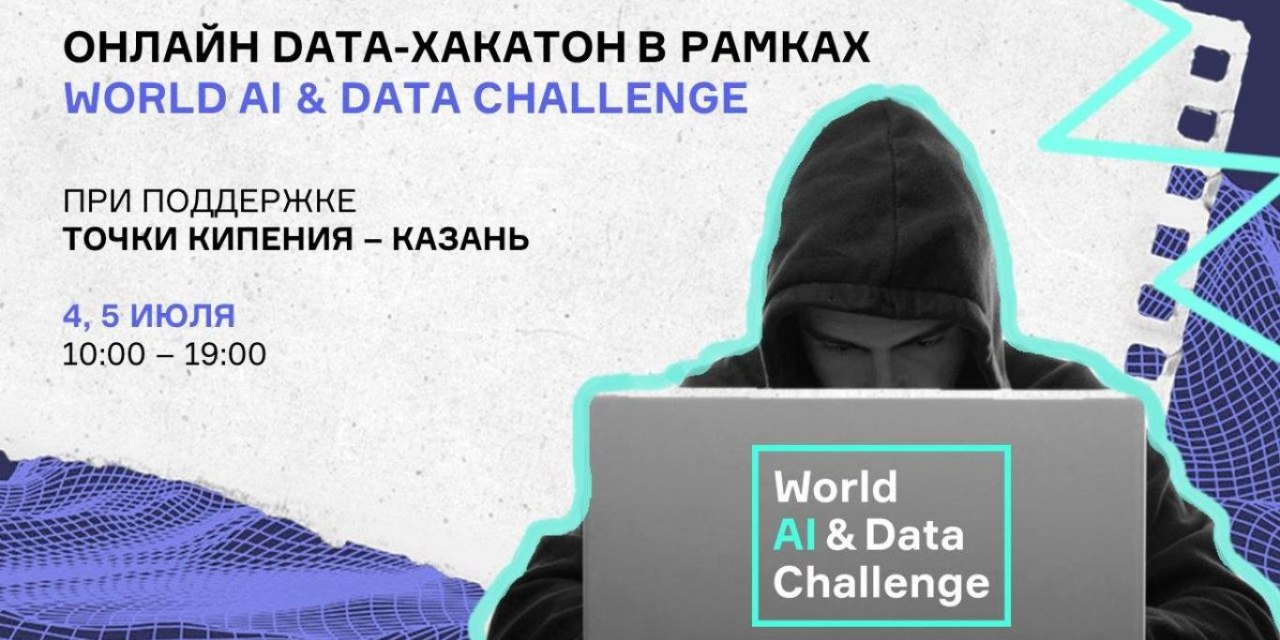 ОНЛАЙН DATA-ХАКАТОН В РАМКАХ
WORLD AI & DATA CHALLENGE
ПРИ ПОДДЕРЖКЕ
ТОЧКИ КИПЕНИЯ – КАЗАНЬ
4, 5 ИЮЛЯ
10:00 – 19:00
World
AI & Data
Challenge